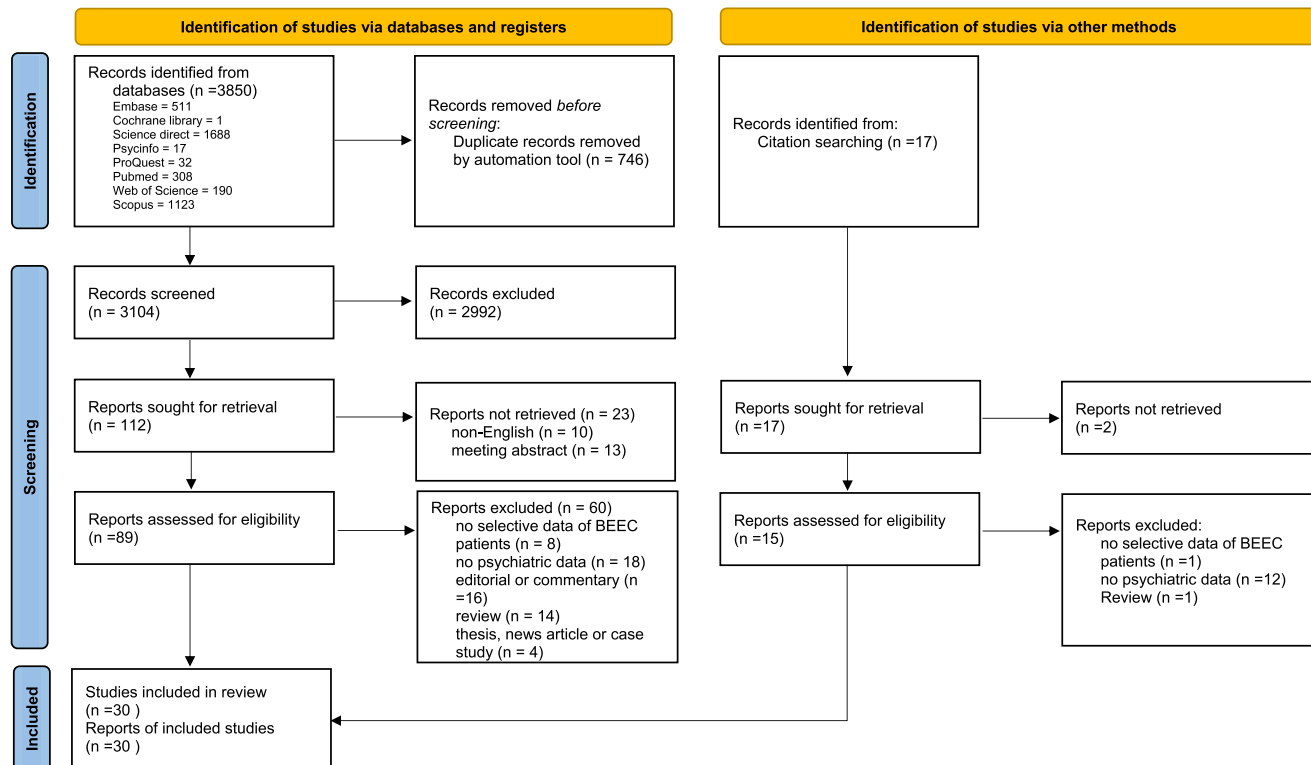 Identification of studies via databases and registers
Identification of studies via other methods
Identification
Records identified from
databases (n =3850)
Embase = 511
Cochrane library = 1
Science direct = 1688
Psycinfo = 17
ProQuest = 32
Pubmed = 308
Web of Science = 190
Scopus = 1123
Records removed before
screening:
Duplicate records removed
by automation tool (n = 746)
Records identified from:
Citation searching (n =17)
Screening
Records screened
(n = 3104)
Records excluded
(n = 2992)
Reports sought for retrieval
(n = 112)
Reports not retrieved (n = 23)
non-English (n = 10)
meeting abstract (n = 13)
Reports sought for retrieval
(n =17)
Reports not retrieved
(n =2)
Reports assessed for eligibility
(n =89)
Reports excluded (n = 60)
no selective data of BEEC
patients (n = 8)
no psychiatric data (n = 18)
editorial or commentary (n
=16)
review (n = 14)
thesis, news article or case
study (n = 4)
Reports assessed for eligibility
(n =15)
Reports excluded:
no selective data of BEEC
patients (n =1)
no psychiatric data (n =12)
Review (n =1)
Included
Studies included in review
(n =30 )
Reports of included studies
(n =30 )